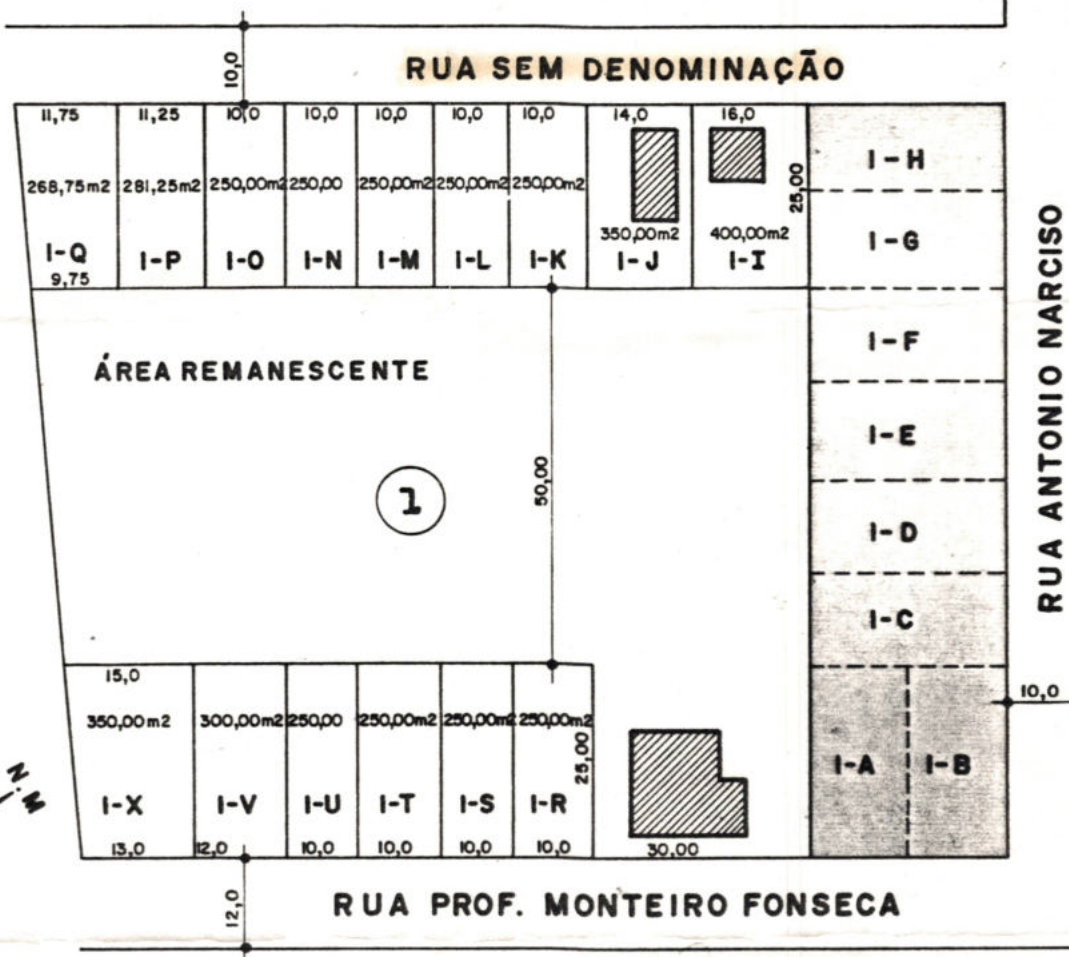 10,0
RUA SEM DENOMINAÇÃO
11,75 11,25 10,0 10,0 10,0 10,0 10,0 14,0 16,0
268,75m2 281,25m2 250,00m2 250,00 250,00m2 250,00m2 250,00m2
25,00
350,00m2 400,00m2
I-Q I-P I-O I-N I-M I-L I-K I-J I-I
9,75
I-H
I-G
I-F
I-E
I-D
I-C
I-A I-B
RUA ANTONIO NARCISO
10,0
ÁREA REMANESCENTE
1
50,00
15,0
350,00m2 300,00m2 250,00 250,00m2 250,00m2 250,00m2
25,00
I-X I-V I-U I-T I-S I-R
13,0 12,0 10,0 10,0 10,0 10,0 30,00
N.M
12,0
RUA PROF. MONTEIRO FONSECA